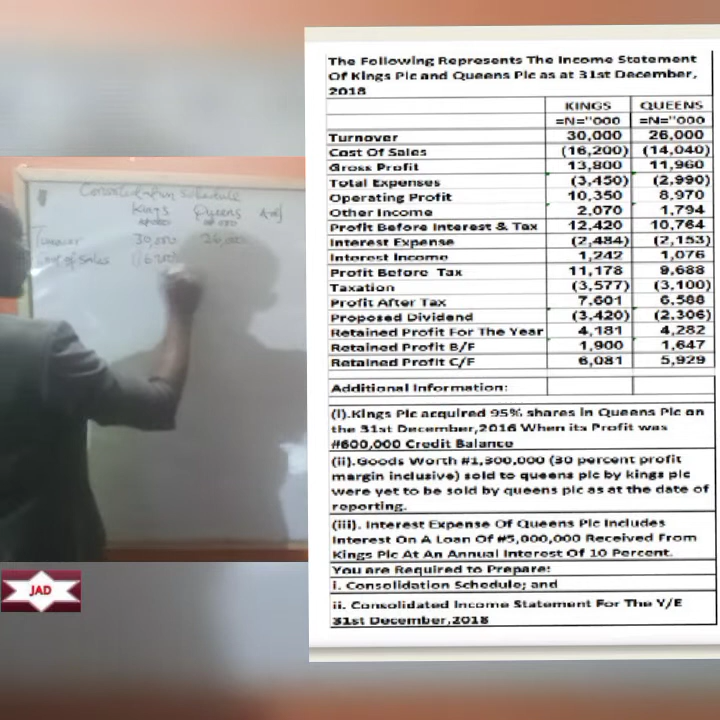 Consolidation Schedule
Kings Queens Adj
Turnover 30,000 26,000
Cost of Sales (16200)
JAD
The Following Represents The Income Statement
Of Kings Plc and Queens Plc as at 31st December,
2018
KINGS QUEENS
=N="000 =N="000
Turnover 30,000 26,000
Cost Of Sales (16,200) (14,040)
Gross Profit 13,800 11,960
Total Expenses (3,450) (2,990)
Operating Profit 10,350 8,970
Other Income 2,070 1,794
Profit Before Interest & Tax 12,420 10,764
Interest Expense (2,484) (2,153)
Interest Income 1,242 1,076
Profit Before Tax 11,178 9,688
Taxation (3,577) (3,100)
Profit After Tax 7,601 6,588
Proposed Dividend (3,420) (2,306)
Retained Profit For The Year 4,181 4,282
Retained Profit B/F 1,900 1,647
Retained Profit C/F 6,081 5,929
Additional Information:
(i).Kings Plc acquired 95% shares in Queens Plc on
the 31st December,2016 When its Profit was
#600,000 Credit Balance
(ii).Goods Worth #1,300,000 (30 percent profit
margin inclusive) sold to queens plc by kings plc
were yet to be sold by queens plc as at the date of
reporting.
(iii). Interest Expense Of Queens Plc Includes
Interest On A Loan Of #5,000,000 Received From
Kings Plc At An Annual Interest Of 10 Percent.
You are Required to Prepare:
i. Consolidation Schedule; and
ii. Consolidated Income Statement For The Y/E
31st December,2018